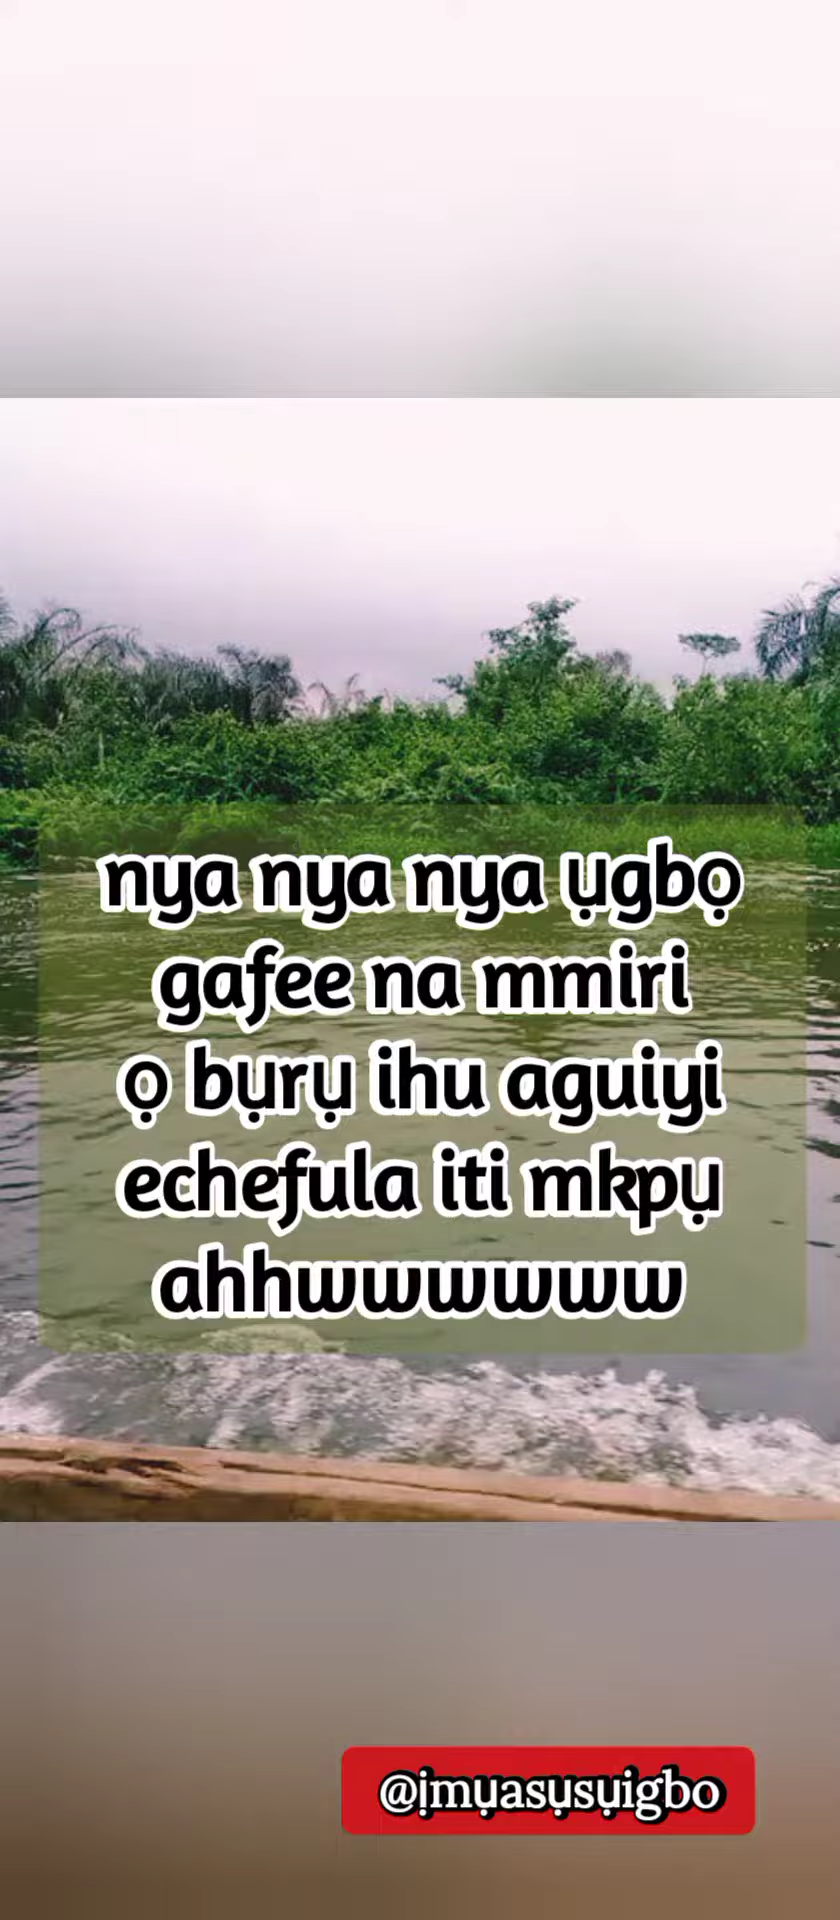 nya nya nya ụgbọ
gafee na mmiri
ọ bụrụ ihu aguiyi
echefula iti mkpụ
ahhwwwwww
@ịmụasụsụigbo